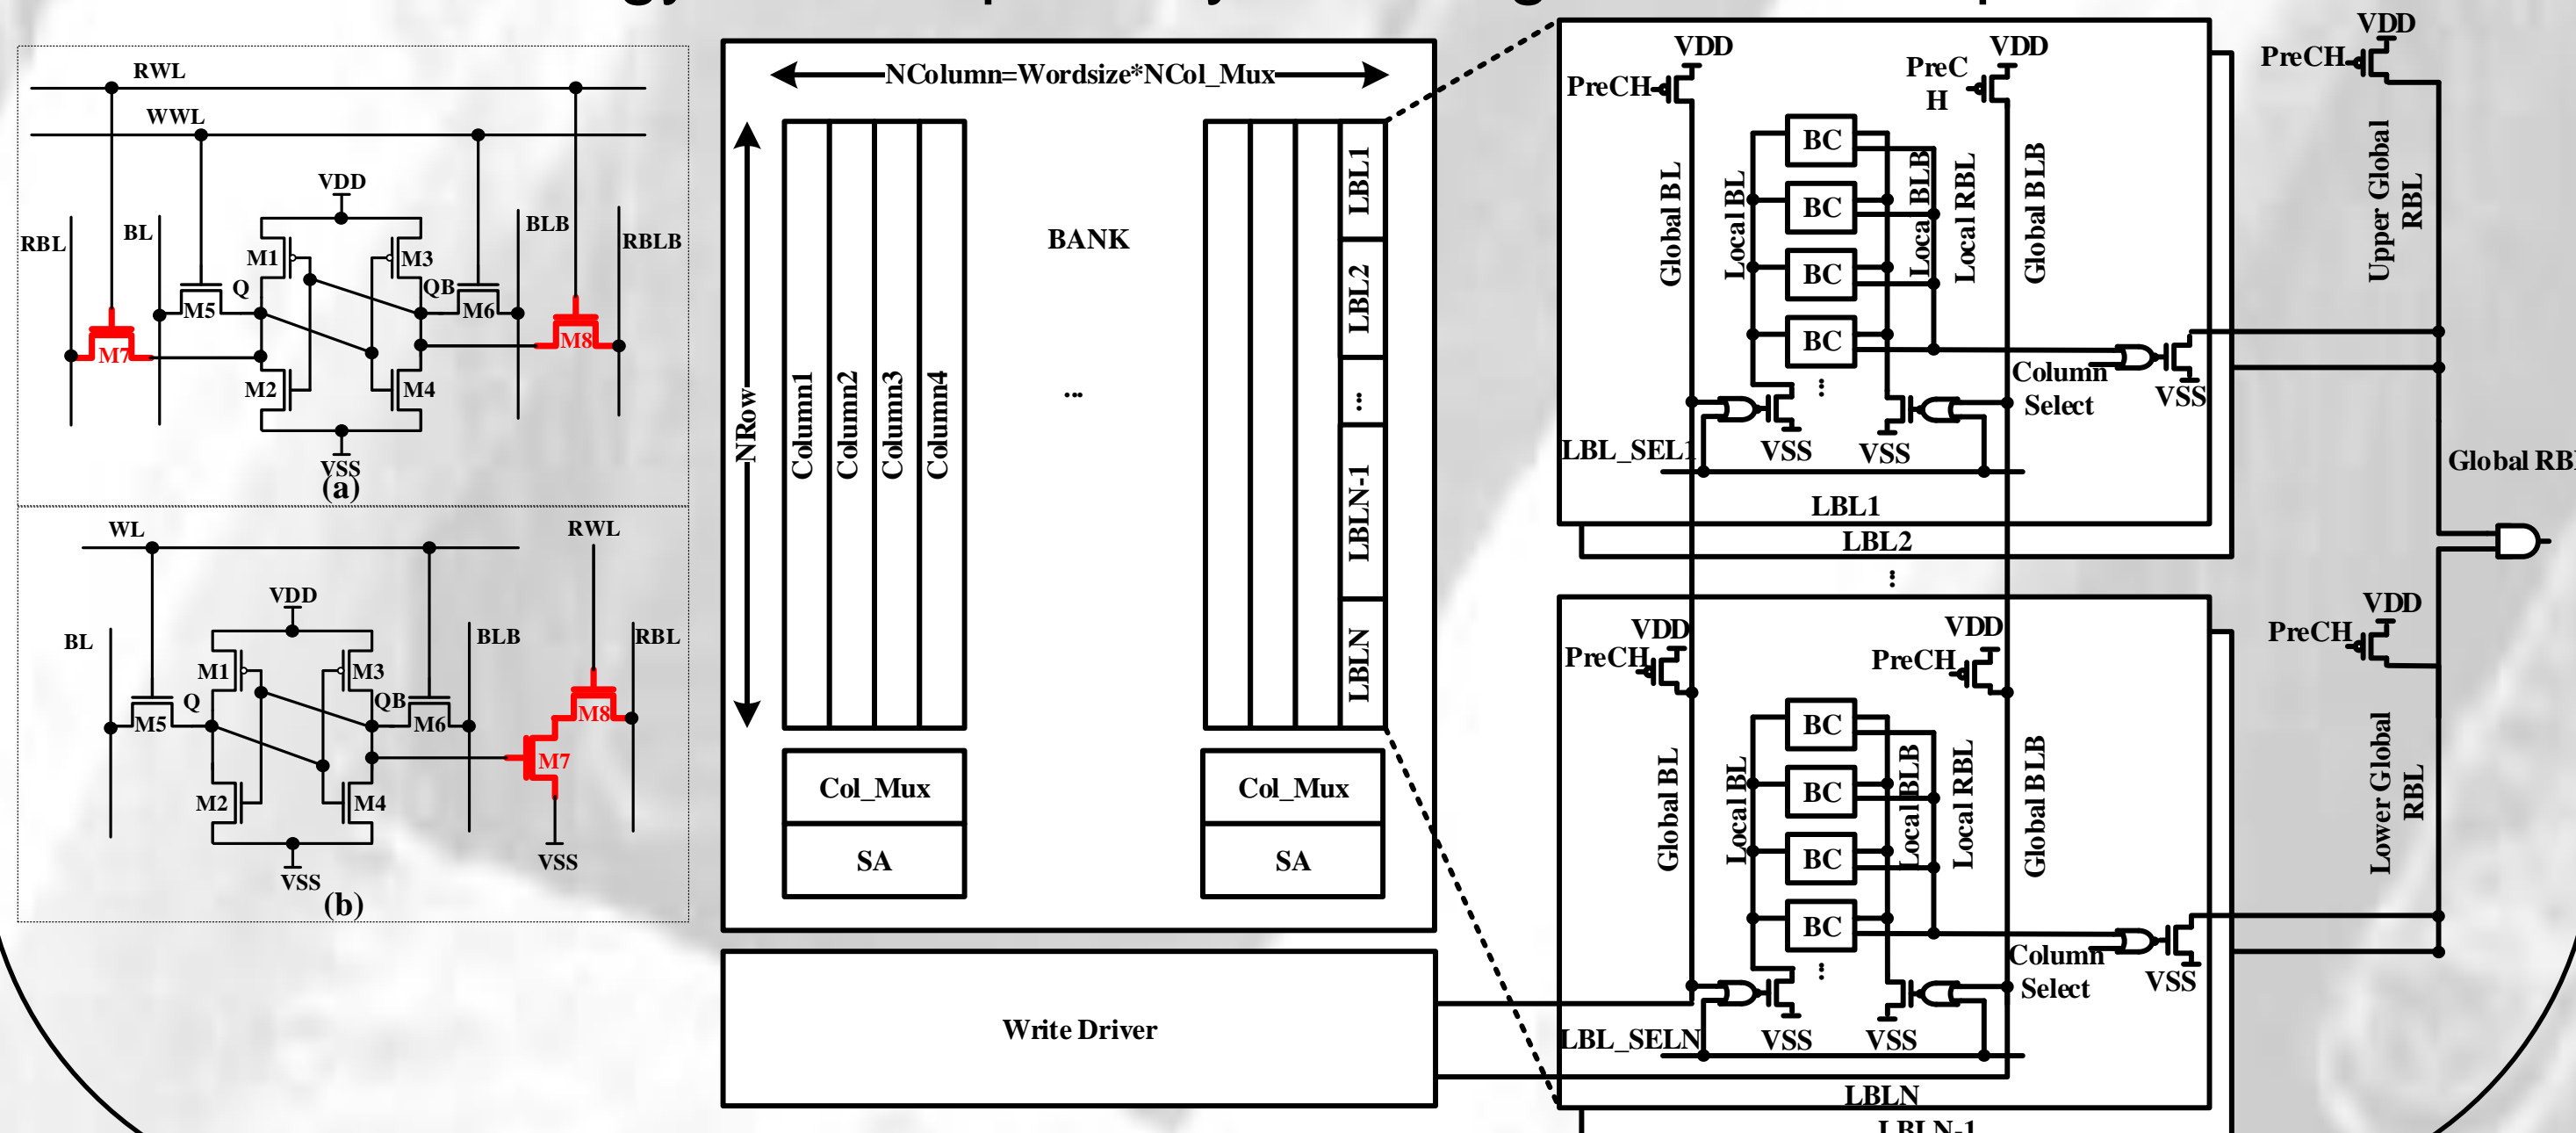 RWL
WWL
VDD
RBL
BL
BLB
RBLB
M1
M3
Q
QB
M5
M6
M7
M8
M2
M4
VSS
(a)
WL
RWL
VDD
BL
BLB
RBL
M1
M3
Q
QB
M8
M5
M6
M7
M2
M4
VSS
VSS
(b)
NColumn=Wordsize*NCol_Mux
NRow
Column1
Column2
Column3
Column4
BANK
...
LBL1
LBL2
...
LBLN-1
LBLN
Col_Mux
SA
Col_Mux
SA
Write Driver
VDD
PreCH
VDD
PreC
H
Global BL
Local BL
BC
BC
BC
BC
...
Local BLB
Local RBL
Global BLB
Column
Select
VSS
LBL_SEL1
VSS
VSS
LBL1
LBL2
...
VDD
PreCH
VDD
PreCH
Global BL
Local BL
BC
BC
BC
BC
...
Local BLB
Local RBL
Global BLB
Column
Select
VSS
LBL_SELN
VSS
VSS
LBLN
LBLN-1
VDD
PreCH
Upper Global
RBL
Global RB
VDD
PreCH
Lower Global
RBL